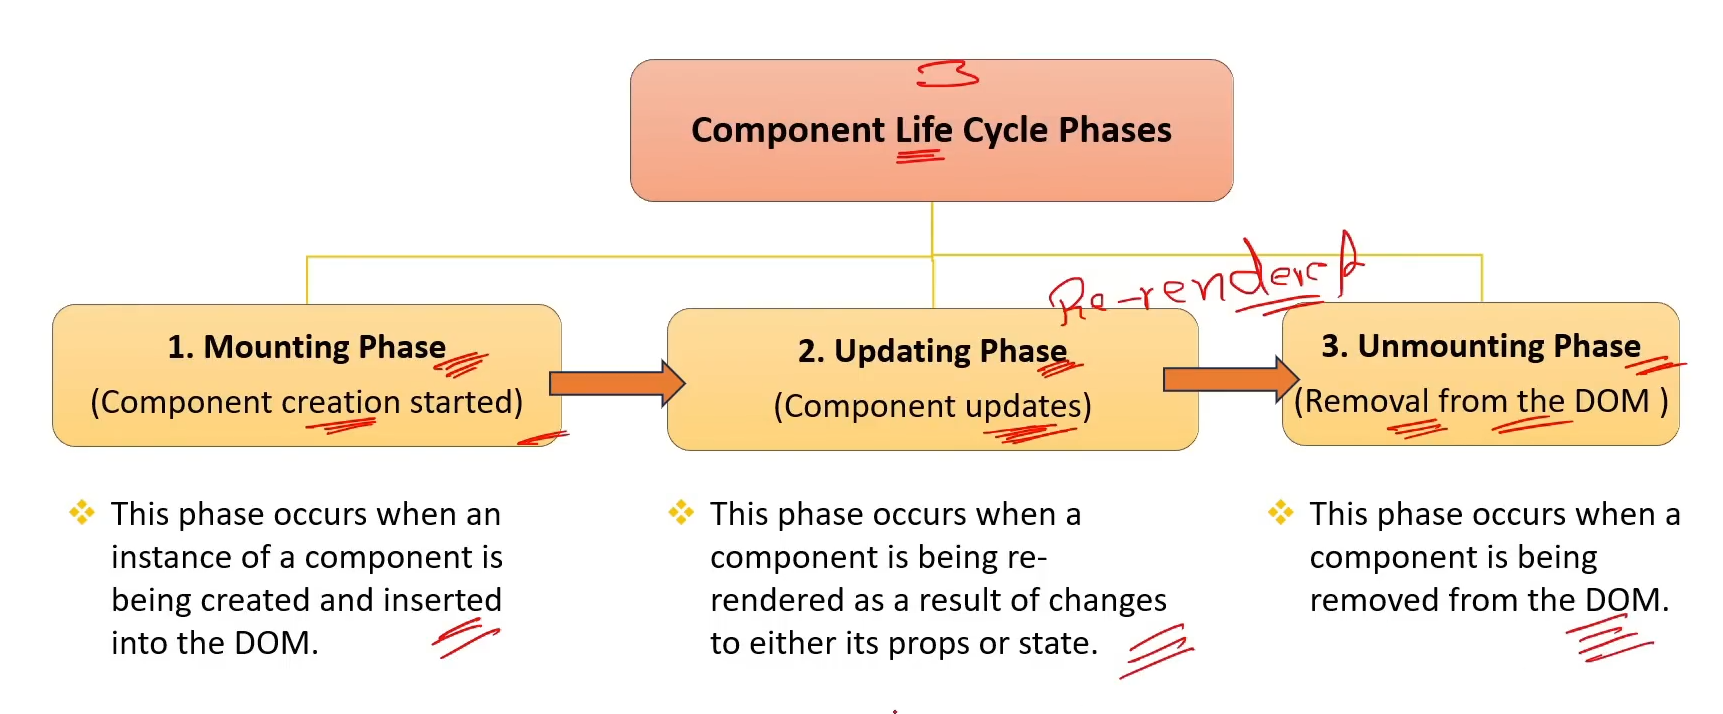 3
Component Life Cycle Phases
Re-rendered
1. Mounting Phase
(Component creation started)
2. Updating Phase
(Component updates)
3. Unmounting Phase
(Removal from the DOM )
This phase occurs when an
instance of a component is
being created and inserted
into the DOM.
This phase occurs when a
component is being re-
rendered as a result of changes
to either its props or state.
This phase occurs when a
component is being
removed from the DOM.